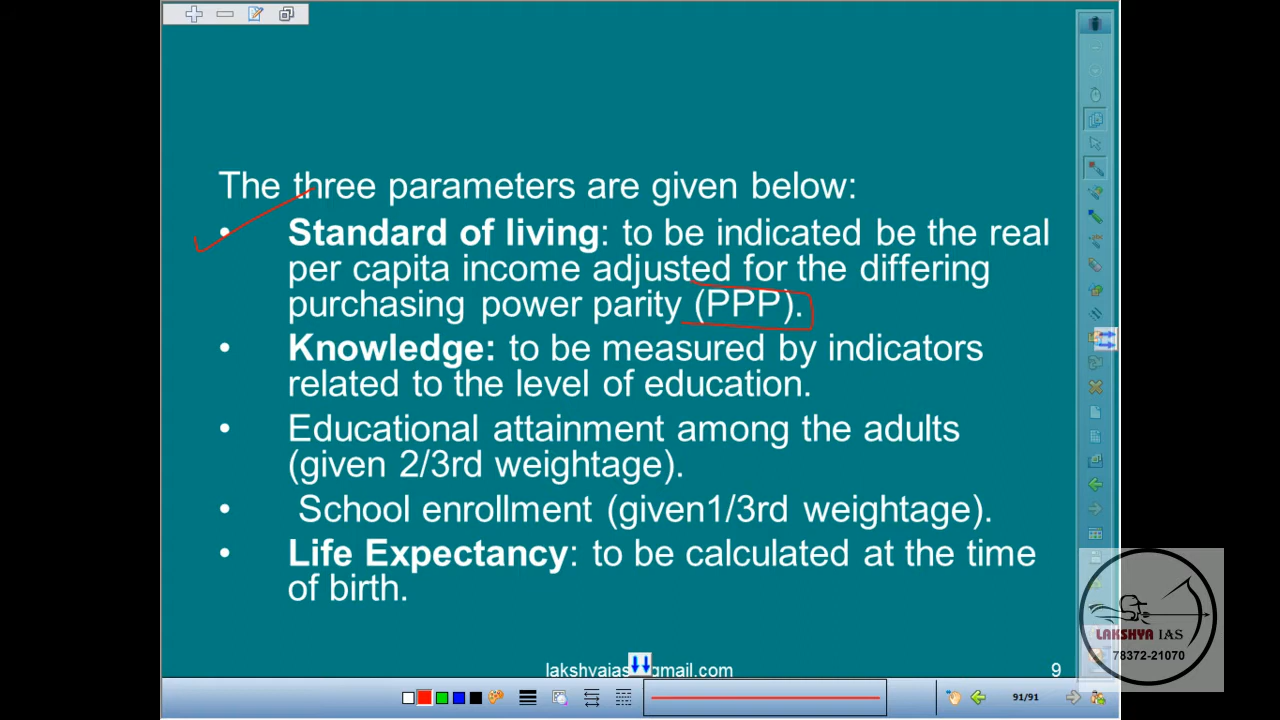 The three parameters are given below:
• Standard of living: to be indicated be the real
per capita income adjusted for the differing
purchasing power parity (PPP).
• Knowledge: to be measured by indicators
related to the level of education.
• Educational attainment among the adults
(given 2/3rd weightage).
• School enrollment (given1/3rd weightage).
• Life Expectancy: to be calculated at the time
of birth.
LAKSHYA IAS
78372-21070
gmail.com
9
91/91